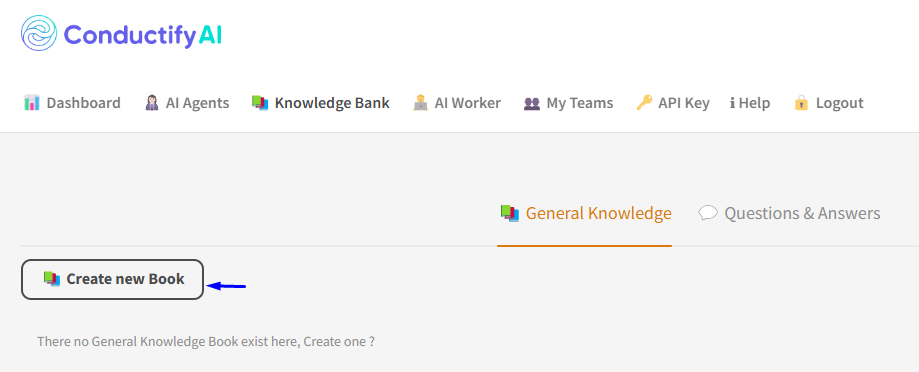 ConductifyAI
Dashboard AI Agents Knowledge Bank AI Worker My Teams API Key i Help Logout
General Knowledge Questions & Answers
Create new Book
There no General Knowledge Book exist here, Create one ?